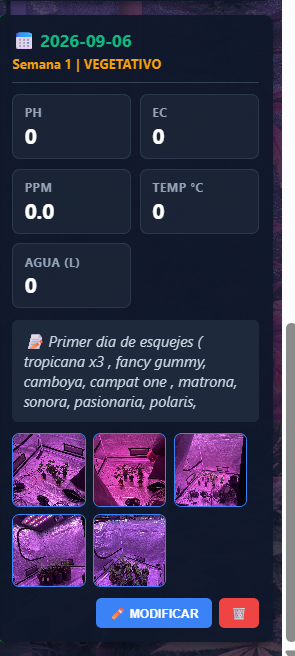 2026-09-06
Semana 1 | VEGETATIVO
PH
0
EC
0
PPM
0.0
TEMP °C
0
AGUA (L)
0
Primer dia de esquejes (
tropicana x3 , fancy gummy,
camboya, campat one , matrona,
sonora, pasionaria, polaris,
MODIFICAR